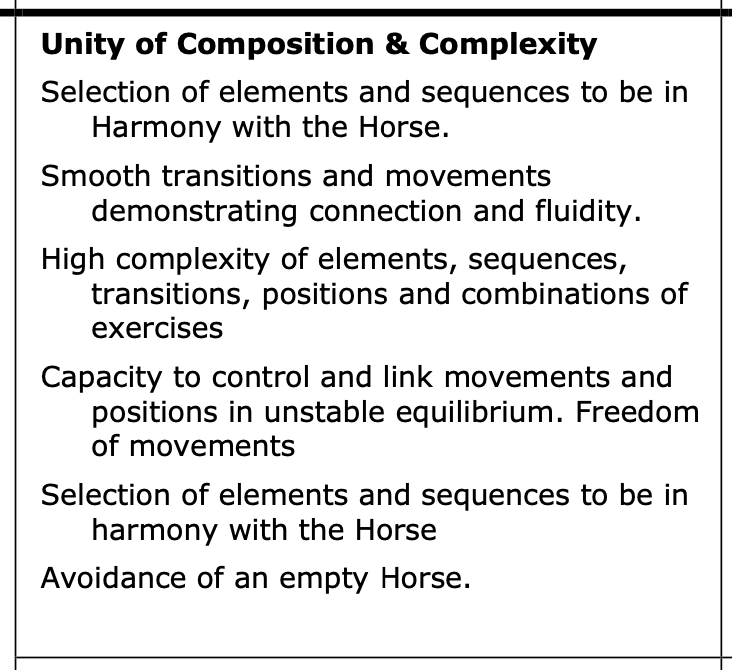 Unity of Composition & Complexity
Selection of elements and sequences to be in
Harmony with the Horse.
Smooth transitions and movements
demonstrating connection and fluidity.
High complexity of elements, sequences,
transitions, positions and combinations of
exercises
Capacity to control and link movements and
positions in unstable equilibrium. Freedom
of movements
Selection of elements and sequences to be in
harmony with the Horse
Avoidance of an empty Horse.